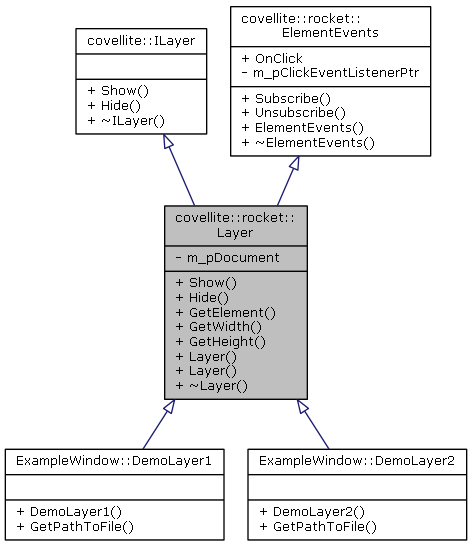 covellite::ILayer
+ Show()
+ Hide()
+ ~ILayer()
covellite::rocket::
ElementEvents
+ OnClick
- m_pClickEventListenerPtr
+ Subscribe()
+ Unsubscribe()
+ ElementEvents()
+ ~ElementEvents()
covellite::rocket::
Layer
- m_pDocument
+ Show()
+ Hide()
+ GetElement()
+ GetWidth()
+ GetHeight()
+ Layer()
+ Layer()
+ ~Layer()
ExampleWindow::DemoLayer1
+ DemoLayer1()
+ GetPathToFile()
ExampleWindow::DemoLayer2
+ DemoLayer2()
+ GetPathToFile()